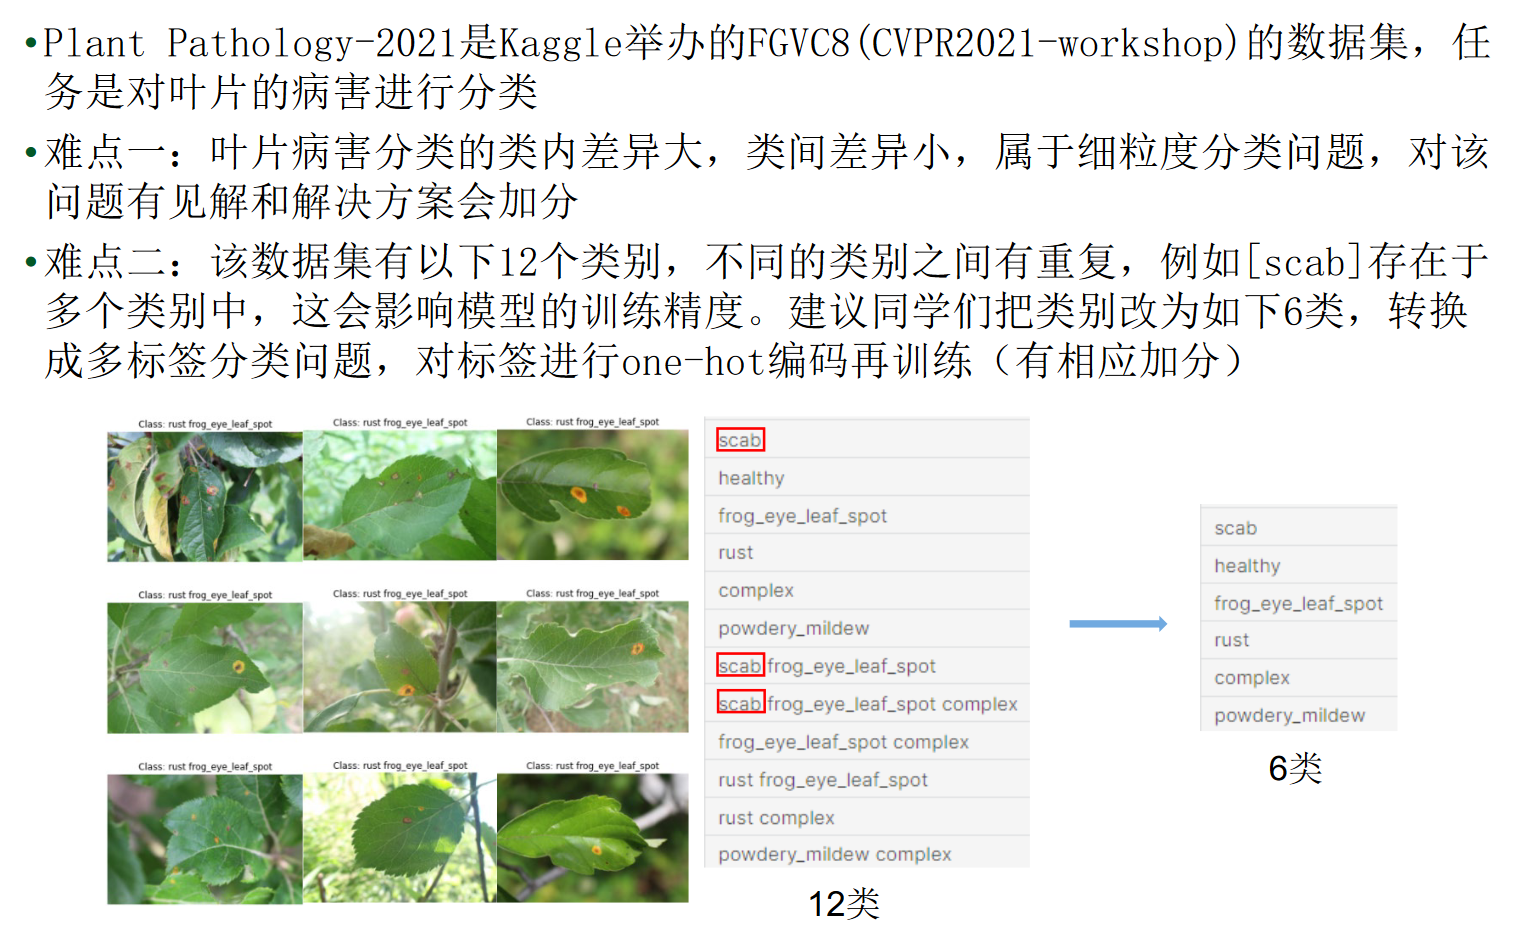 •Plant Pathology-2021是Kaggle举办的FGVC8(CVPR2021-workshop)的数据集，任
务是对叶片的病害进行分类
•难点一：叶片病害分类的类内差异大，类间差异小，属于细粒度分类问题，对该
问题有见解和解决方案会加分
•难点二：该数据集有以下12个类别，不同的类别之间有重复，例如[scab]存在于
多个类别中，这会影响模型的训练精度。建议同学们把类别改为如下6类，转换
成多标签分类问题，对标签进行one-hot编码再训练（有相应加分）
Class: rust frog_eye_leaf_spot
Class: rust frog_eye_leaf_spot
Class: rust frog_eye_leaf_spot
Class: rust frog_eye_leaf_spot
Class: rust frog_eye_leaf_spot
Class: rust frog_eye_leaf_spot
Class: rust frog_eye_leaf_spot
Class: rust frog_eye_leaf_spot
Class: rust frog_eye_leaf_spot
scab
healthy
frog_eye_leaf_spot
rust
complex
powdery_mildew
scab frog_eye_leaf_spot
scab frog_eye_leaf_spot complex
frog_eye_leaf_spot complex
rust frog_eye_leaf_spot
rust complex
powdery_mildew complex
12类
scab
healthy
frog_eye_leaf_spot
rust
complex
powdery_mildew
6类